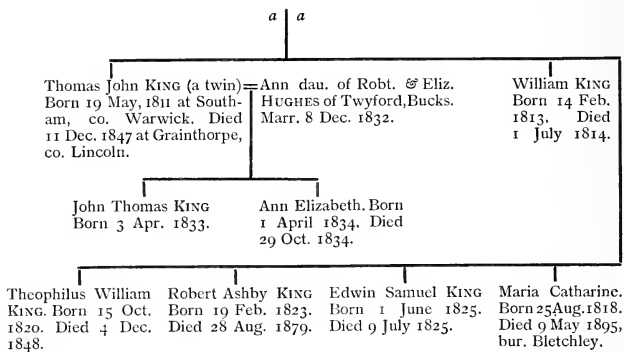 a a
Thomas John KING (a twin)
Born 19 May, 1811 at South-
am, co. Warwick. Died
11 Dec. 1847 at Grainthorpe,
co. Lincoln.
=Ann dau. of Robt. & Eliz.
HUGHES of Twyford, Bucks.
Marr. 8 Dec. 1832.
William KING
Born 14 Feb.
1813. Died
1 July 1814.
John Thomas KING
Born 3 Apr. 1833.
Ann Elizabeth. Born
1 April 1834. Died
29 Oct. 1834.
Theophilus William
KING. Born 15 Oct.
1820. Died 4 Dec.
1848.
Robert Ashby KING
Born 19 Feb. 1823.
Died 28 Aug. 1879.
Edwin Samuel KING
Born 1 June 1825.
Died 9 July 1825.
Maria Catharine.
Born 25 Aug. 1818.
Died 9 May 1895,
bur. Bletchley.